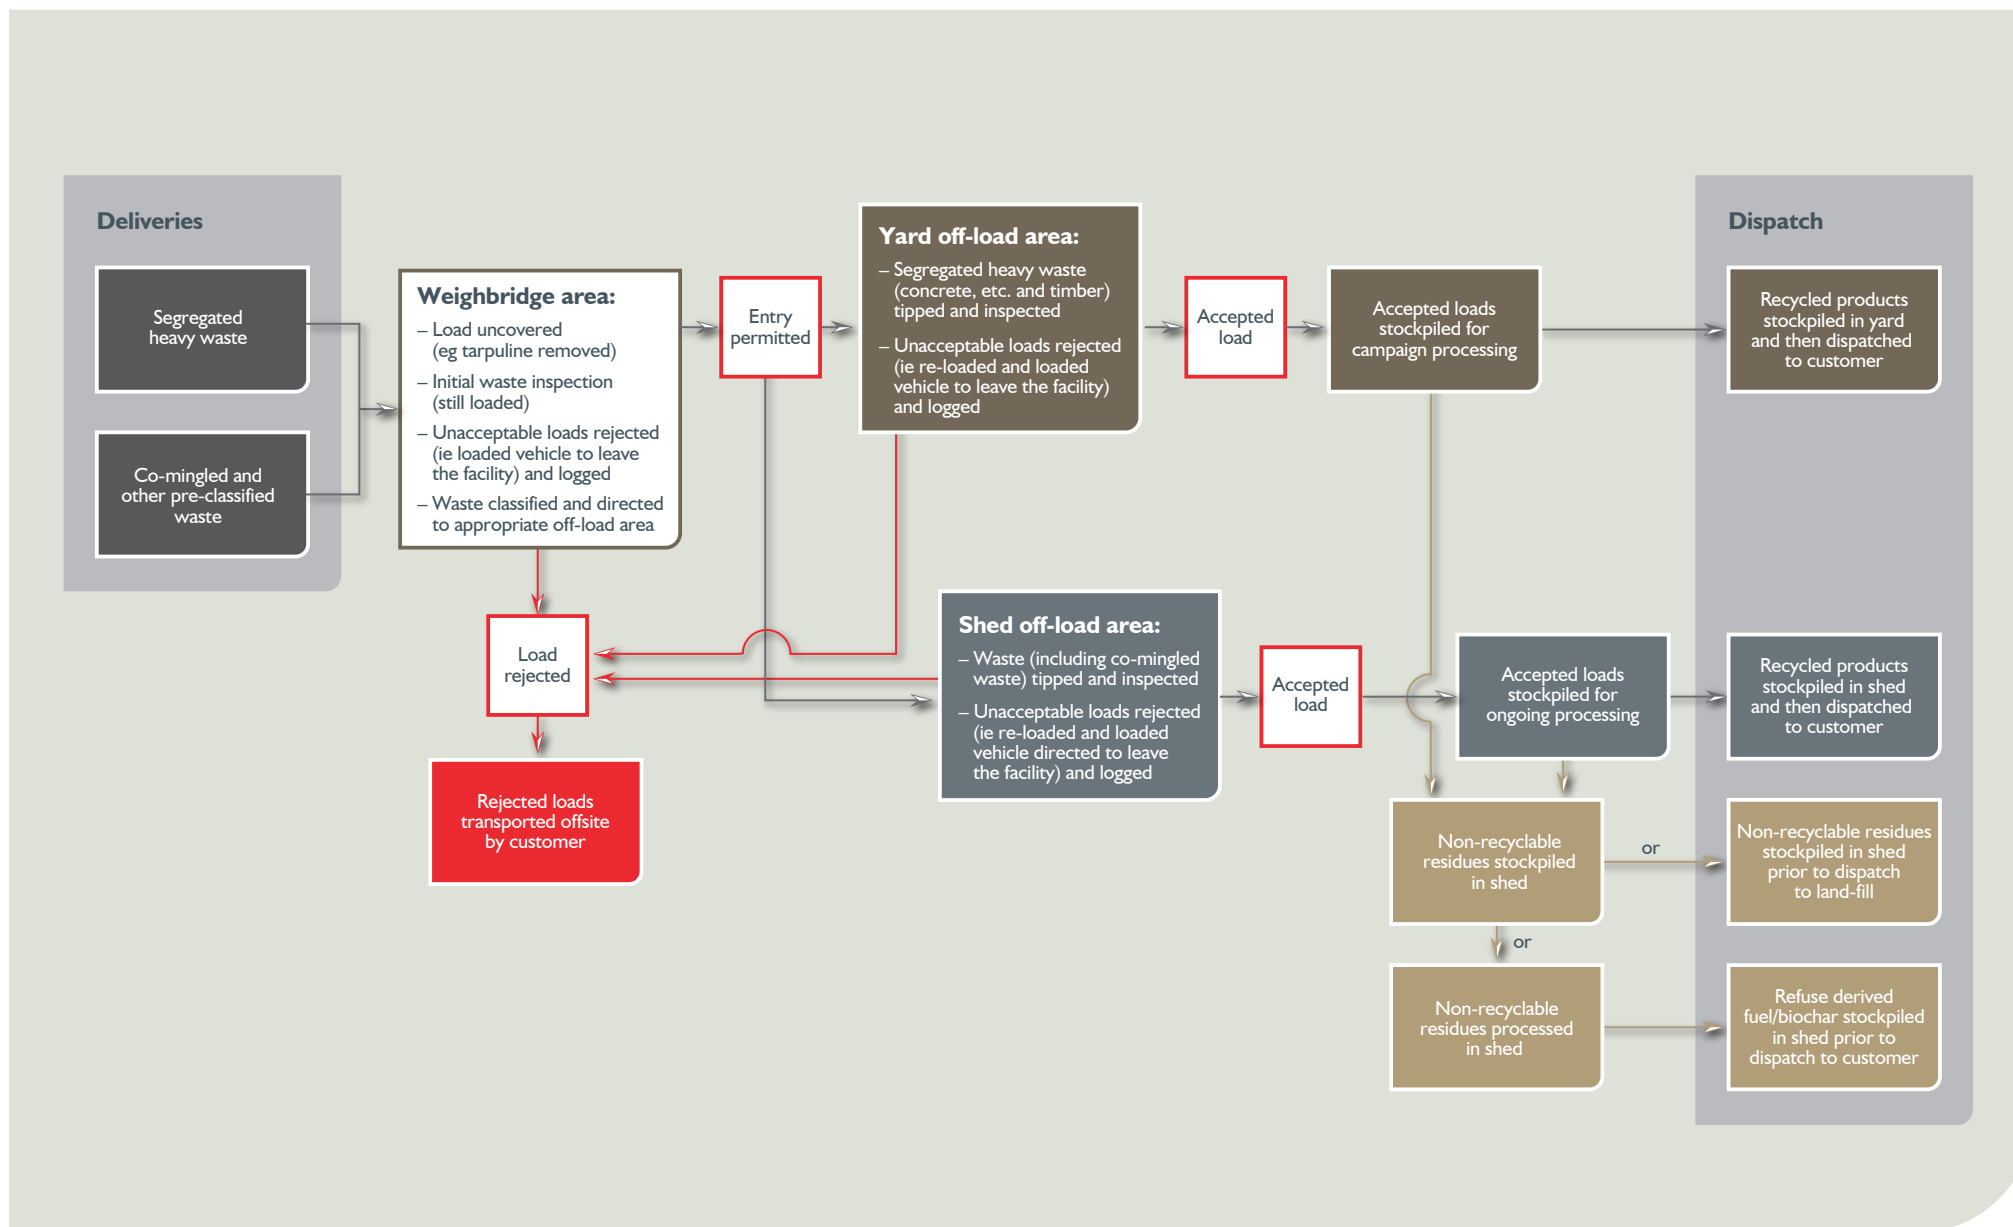 Deliveries
Segregated
heavy waste
Co-mingled and
other pre-classified
waste
Weighbridge area:
– Load uncovered
(eg tarpuline removed)
– Initial waste inspection
(still loaded)
– Unacceptable loads rejected
(ie loaded vehicle to leave
the facility) and logged
– Waste classified and directed
to appropriate off-load area
Load
rejected
Rejected loads
transported offsite
by customer
Entry
permitted
Yard off-load area:
– Segregated heavy waste
(concrete, etc. and timber)
tipped and inspected
– Unacceptable loads rejected
(ie re-loaded and loaded
vehicle to leave the facility)
and logged
Accepted
load
Accepted loads
stockpiled for
campaign processing
Shed off-load area:
– Waste (including co-mingled
waste) tipped and inspected
– Unacceptable loads rejected
(ie re-loaded and loaded
vehicle directed to leave
the facility) and logged
Accepted
load
Accepted loads
stockpiled for
ongoing processing
Non-recyclable
residues stockpiled
in shed
or
or
Non-recyclable
residues processed
in shed
Dispatch
Recycled products
stockpiled in yard
and then dispatched
to customer
Recycled products
stockpiled in shed
and then dispatched
to customer
Non-recyclable residues
stockpiled in shed
prior to dispatch
to land-fill
Refuse derived
fuel/biochar stockpiled
in shed prior to
dispatch to customer